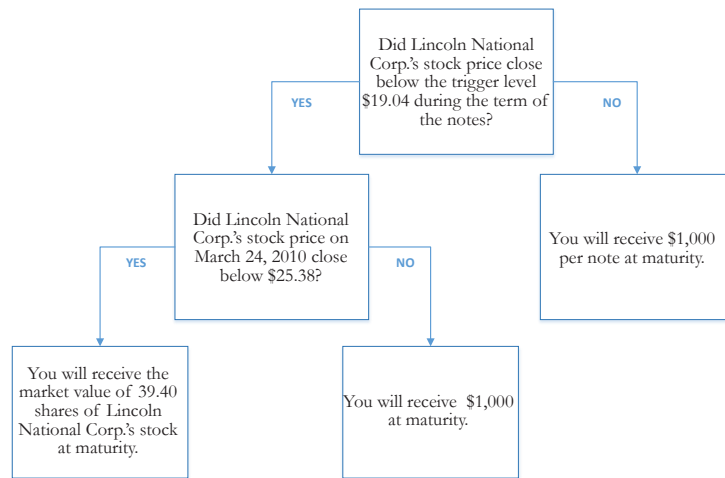 Did Lincoln National
Corp.'s stock price close
below the trigger level
$19.04 during the term of
the notes?
YES
NO
Did Lincoln National
Corp.'s stock price on
March 24, 2010 close
below $25.38?
You will receive $1,000
per note at maturity.
YES
NO
You will receive the
market value of 39.40
shares of Lincoln
National Corp.'s stock
at maturity.
You will receive  $1,000
at maturity.